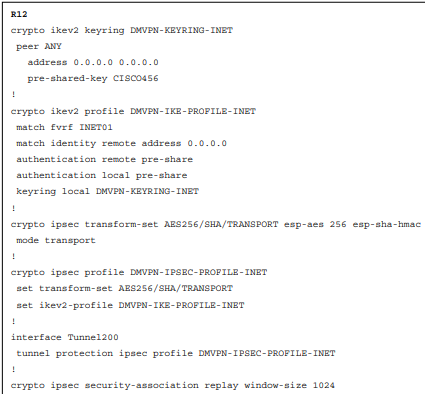 R12
crypto ikev2 keyring DMVPN-KEYRING-INET
 peer ANY
   address 0.0.0.0 0.0.0.0
   pre-shared-key CISCO456
!
crypto ikev2 profile DMVPN-IKE-PROFILE-INET
 match fvrf INET01
 match identity remote address 0.0.0.0
 authentication remote pre-share
 authentication local pre-share
 keyring local DMVPN-KEYRING-INET
!
crypto ipsec transform-set AES256/SHA/TRANSPORT esp-aes 256 esp-sha-hmac
 mode transport
!
crypto ipsec profile DMVPN-IPSEC-PROFILE-INET
 set transform-set AES256/SHA/TRANSPORT
 set ikev2-profile DMVPN-IKE-PROFILE-INET
!
interface Tunnel200
 tunnel protection ipsec profile DMVPN-IPSEC-PROFILE-INET
!
crypto ipsec security-association replay window-size 1024